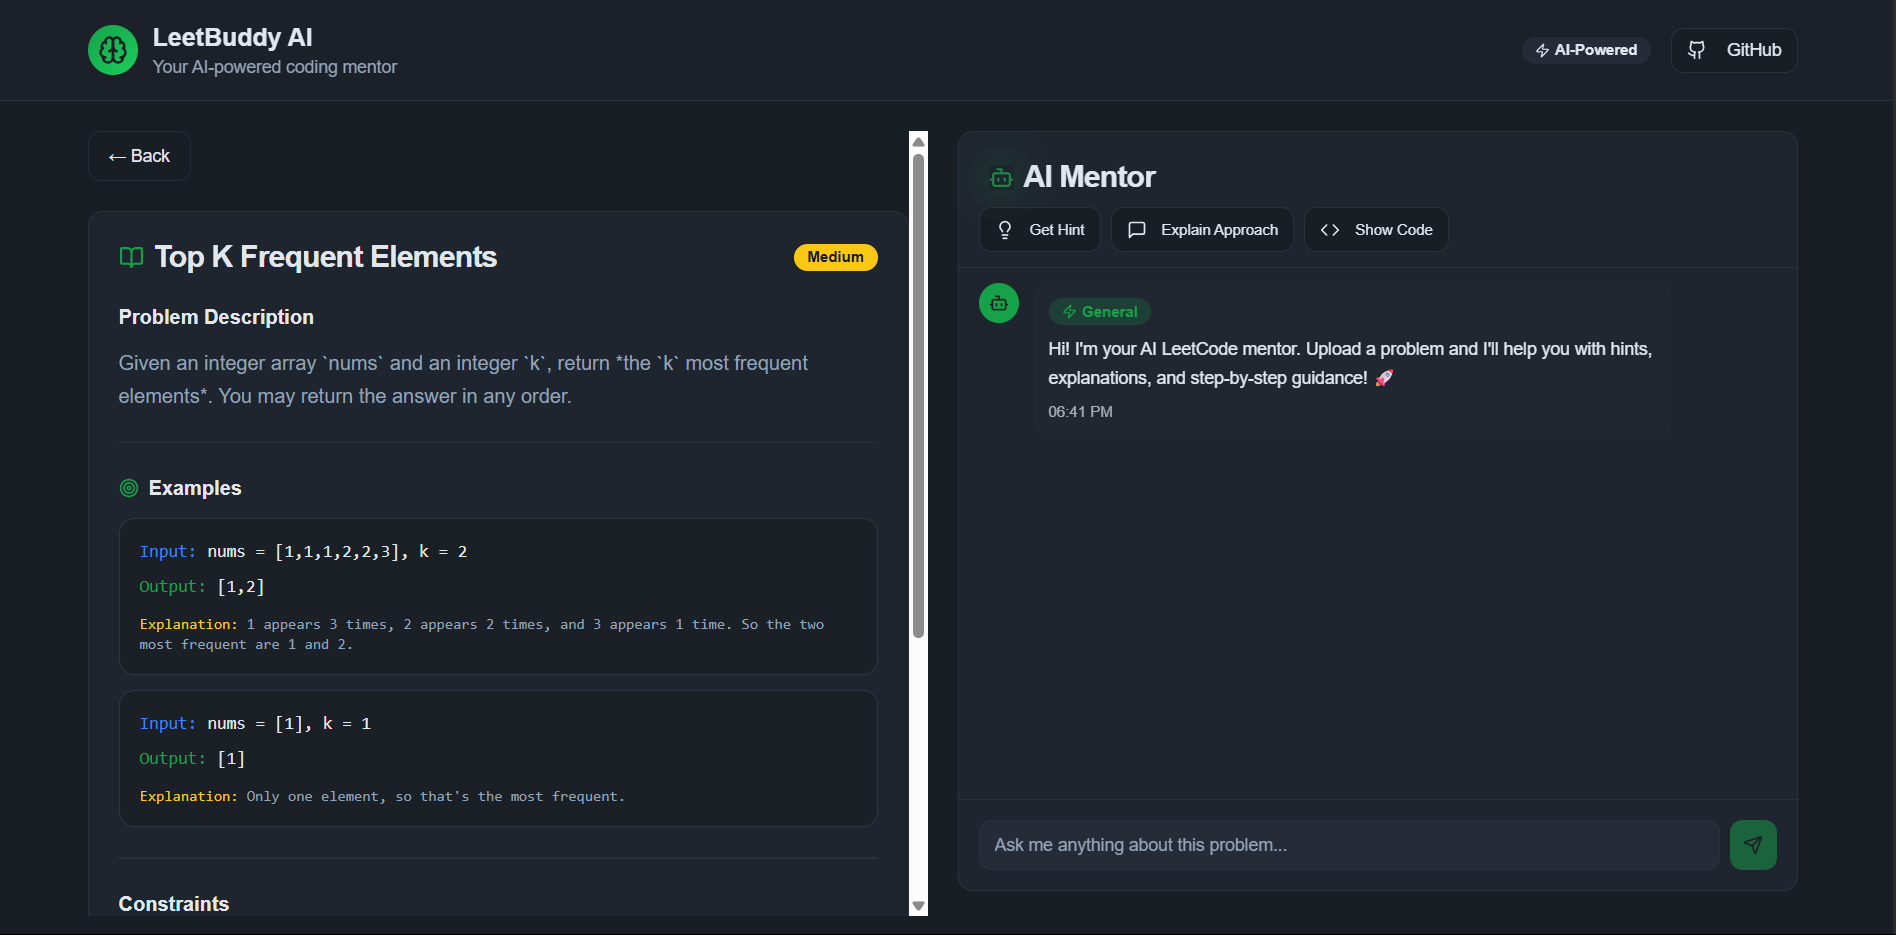 LeetBuddy AI
Your AI-powered coding mentor
AI-Powered
GitHub
← Back
Top K Frequent Elements
Medium
Problem Description
Given an integer array `nums` and an integer `k`, return *the `k` most frequent
elements*. You may return the answer in any order.
Examples
Input: nums = [1,1,1,2,2,3], k = 2
Output: [1,2]
Explanation: 1 appears 3 times, 2 appears 2 times, and 3 appears 1 time. So the two
most frequent are 1 and 2.
Input: nums = [1], k = 1
Output: [1]
Explanation: Only one element, so that's the most frequent.
Constraints
AI Mentor
Get Hint
Explain Approach
Show Code
General
Hi! I'm your AI LeetCode mentor. Upload a problem and I'll help you with hints,
explanations, and step-by-step guidance! 🚀
06:41 PM
Ask me anything about this problem...